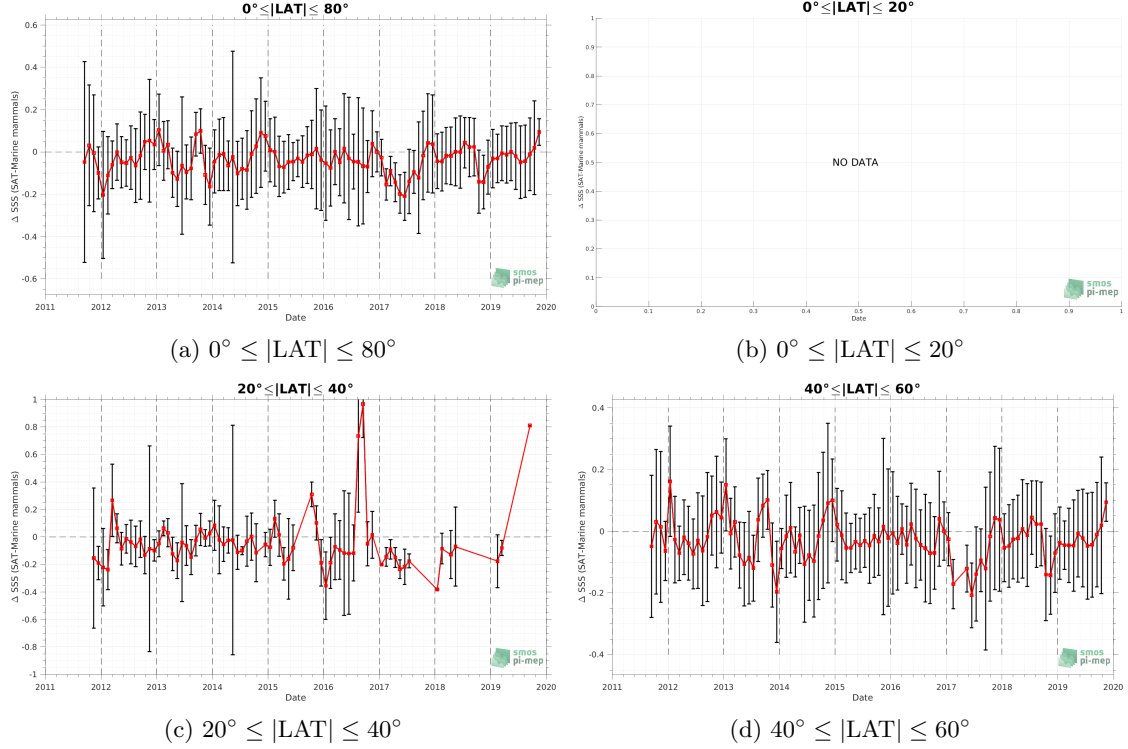 0°≤|LAT|≤ 80°
0.6
0.4
0.2
0
-0.2
-0.4
-0.6
Δ SSS (SAT-Marine mammals)
2011 2012 2013 2014 2015 2016 2017 2018 2019 2020
Date
smos
pi-mep
(a) 0° ≤ |LAT| ≤ 80°
0°≤|LAT|≤ 20°
1
0.9
0.8
0.7
0.6
0.5
0.4
0.3
0.2
0.1
0
Δ SSS (SAT-Marine mammals)
NO DATA
0 0.1 0.2 0.3 0.4 0.5 0.6 0.7 0.8 0.9 1
Date
smos
pi-mep
(b) 0° ≤ |LAT| ≤ 20°
20°≤|LAT|≤ 40°
1
0.8
0.6
0.4
0.2
0
-0.2
-0.4
-0.6
-0.8
-1
Δ SSS (SAT-Marine mammals)
2011 2012 2013 2014 2015 2016 2017 2018 2019 2020
Date
smos
pi-mep
(c) 20° ≤ |LAT| ≤ 40°
40°≤|LAT|≤ 60°
0.4
0.2
0
-0.2
-0.4
Δ SSS (SAT-Marine mammals)
2011 2012 2013 2014 2015 2016 2017 2018 2019 2020
Date
smos
pi-mep
(d) 40° ≤ |LAT| ≤ 60°